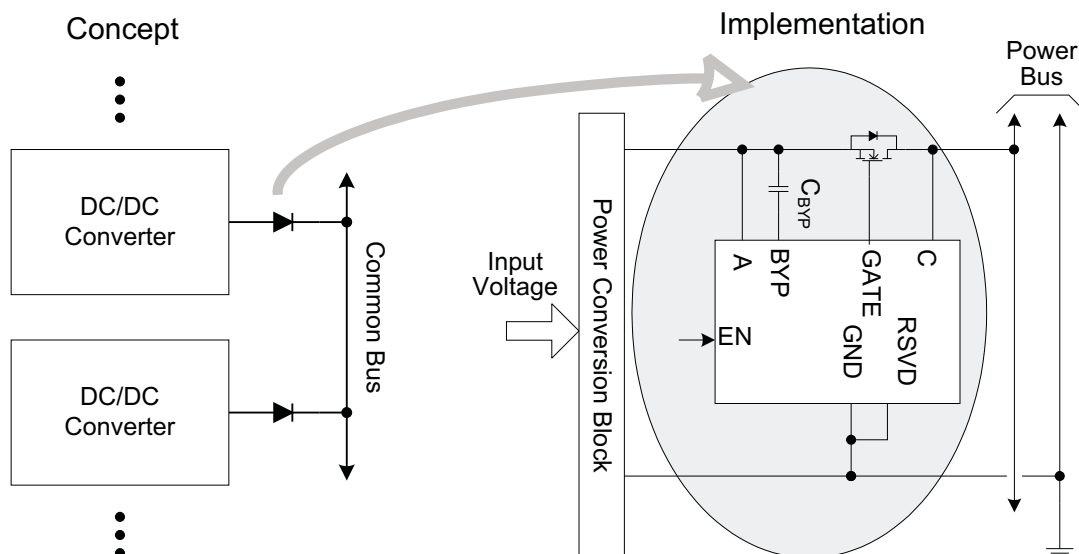 Concept
Implementation
Power
Bus
DC/DC
Converter
Common Bus
DC/DC
Converter
Input
Voltage
Power Conversion Block
C_BYP
A
BYP
GATE
C
EN
GND
RSVD